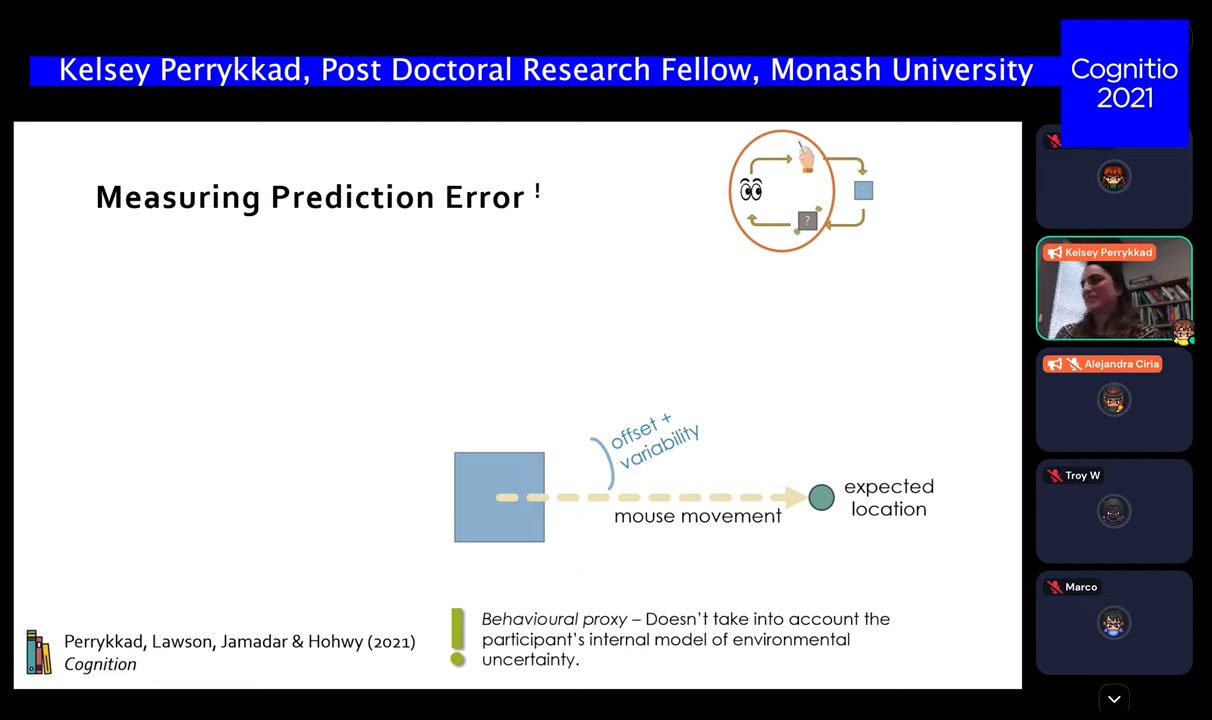 Kelsey Perrykkad, Post Doctoral Research Fellow, Monash University
Cognitio
2021
Measuring Prediction Error !
?
Kelsey Perrykkad
Alejandra Ciria
Troy W
Marco
offset +
variability
mouse movement
expected
location
Behavioural proxy – Doesn't take into account the
participant's internal model of environmental
uncertainty.
Perrykkad, Lawson, Jamadar & Hohwy (2021)
Cognition